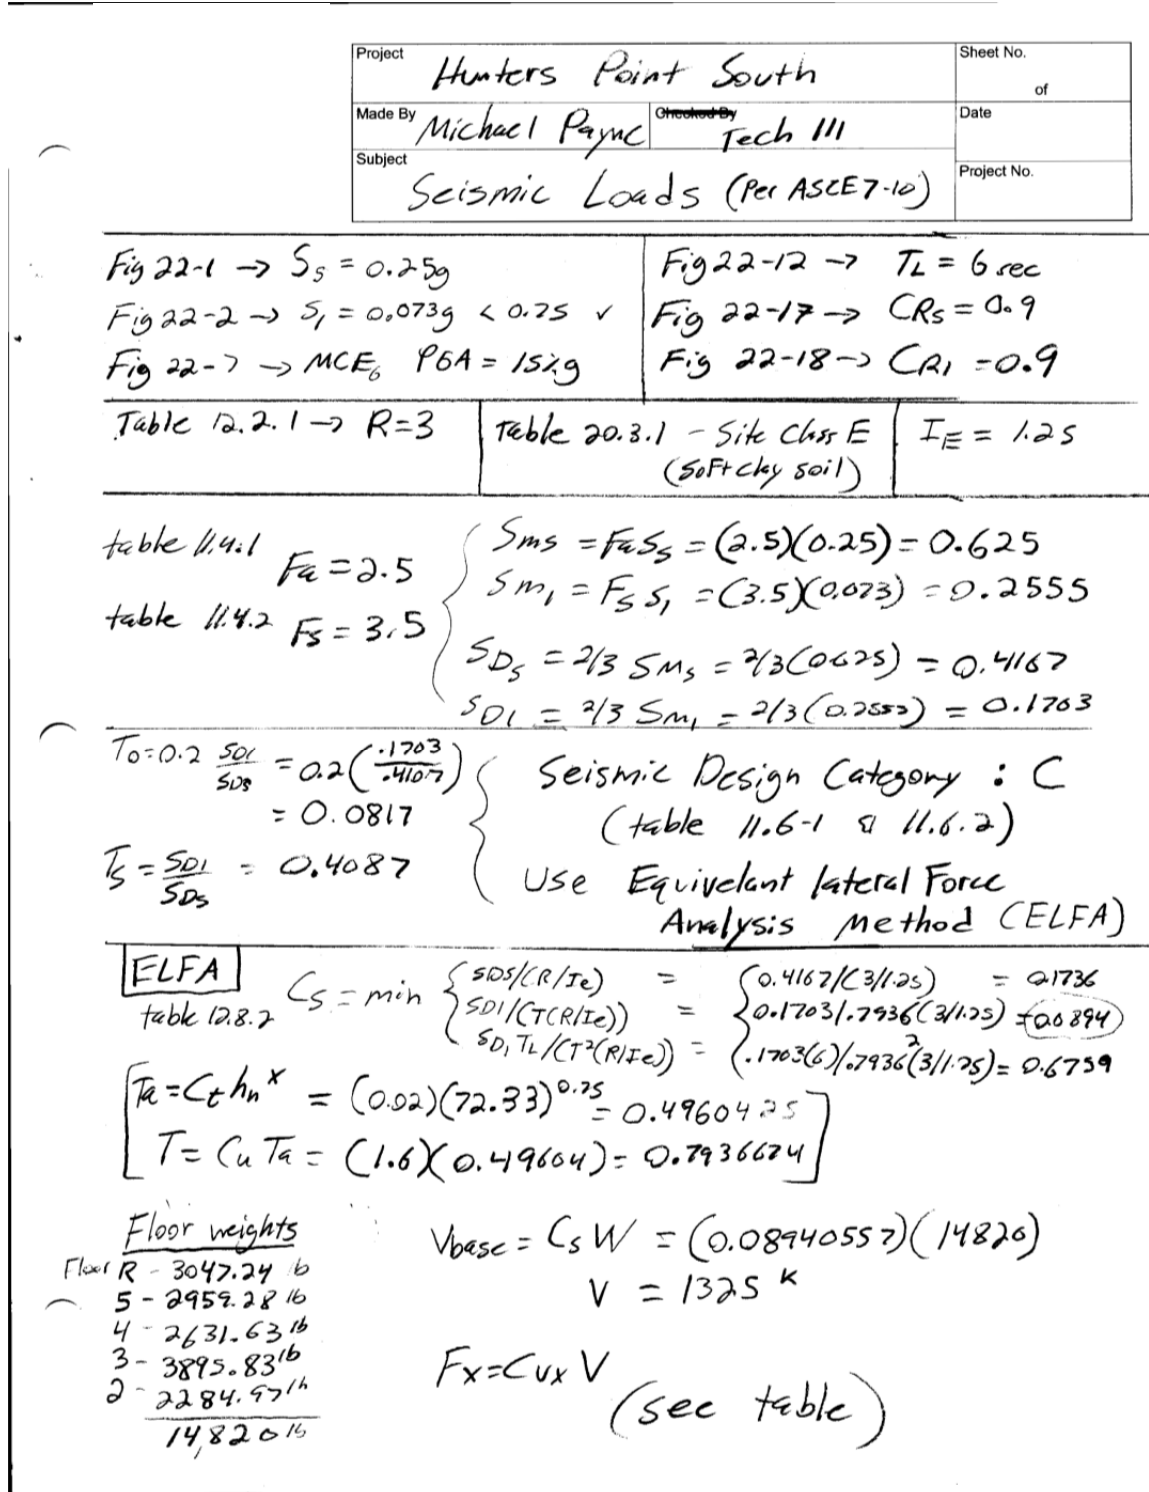 Project Hunters Point South
Sheet No.
of
Made By Michael Payne Checked By Tech III
Date
Subject Seismic Loads (Per ASCE7-10)
Project No.
Fig 22-1 → Ss = 0.25g
Fig 22-2 → S1 = 0.073g < 0.75 ✓
Fig 22-7 → MCEG PGA = 15%g
Fig 22-12 → TL = 6 sec
Fig 22-17 → CRs = 0.9
Fig 22-18 → CR1 = 0.9
Table 12.2.1 → R=3
Table 20.3.1 - Site Class E
(Soft clay soil)
IE = 1.25
table 11.4.1 Fa = 2.5
table 11.4.2 Fs = 3.5
Sms = FaSs = (2.5)(0.25) = 0.625
Sm1 = Fs S1 = (3.5)(0.073) = 0.2555
SDs = 2/3 SMs = 2/3(0.625) = 0.4167
SD1 = 2/3 Sm1 = 2/3(0.2555) = 0.1703
To = 0.2 SD1/SDS = 0.2(.1703/.4167)
= 0.0817
Ts = SD1/SDs = 0.4087
Seismic Design Category : C
(table 11.6-1 & 11.6.2)
Use Equivelant lateral Force
Analysis Method (ELFA)
ELFA
table 12.8.2
Cs = min { SDS/(R/Ie) = 0.4167/(3/1.25) = 0.1736
SD1/(T(R/Ie)) = 0.1703/.7936(3/1.25) = 0.0894
SD1 TL/(T²(R/Ie)) = .1703(6)/.7936²(3/1.25) = 0.6759
Ta = Ct hn^x = (0.02)(72.33)^0.75 = 0.4960425
T = Cu Ta = (1.6)(0.49604) = 0.7936674
Floor weights
Floor R - 3047.24 lb
5 - 2959.28 lb
4 - 2631.63 lb
3 - 3895.83 lb
2 - 2284.97 lb
14,820 lb
Vbase = Cs W = (0.08940557)(14820)
V = 1325 k
Fx = Cvx V
(see table)